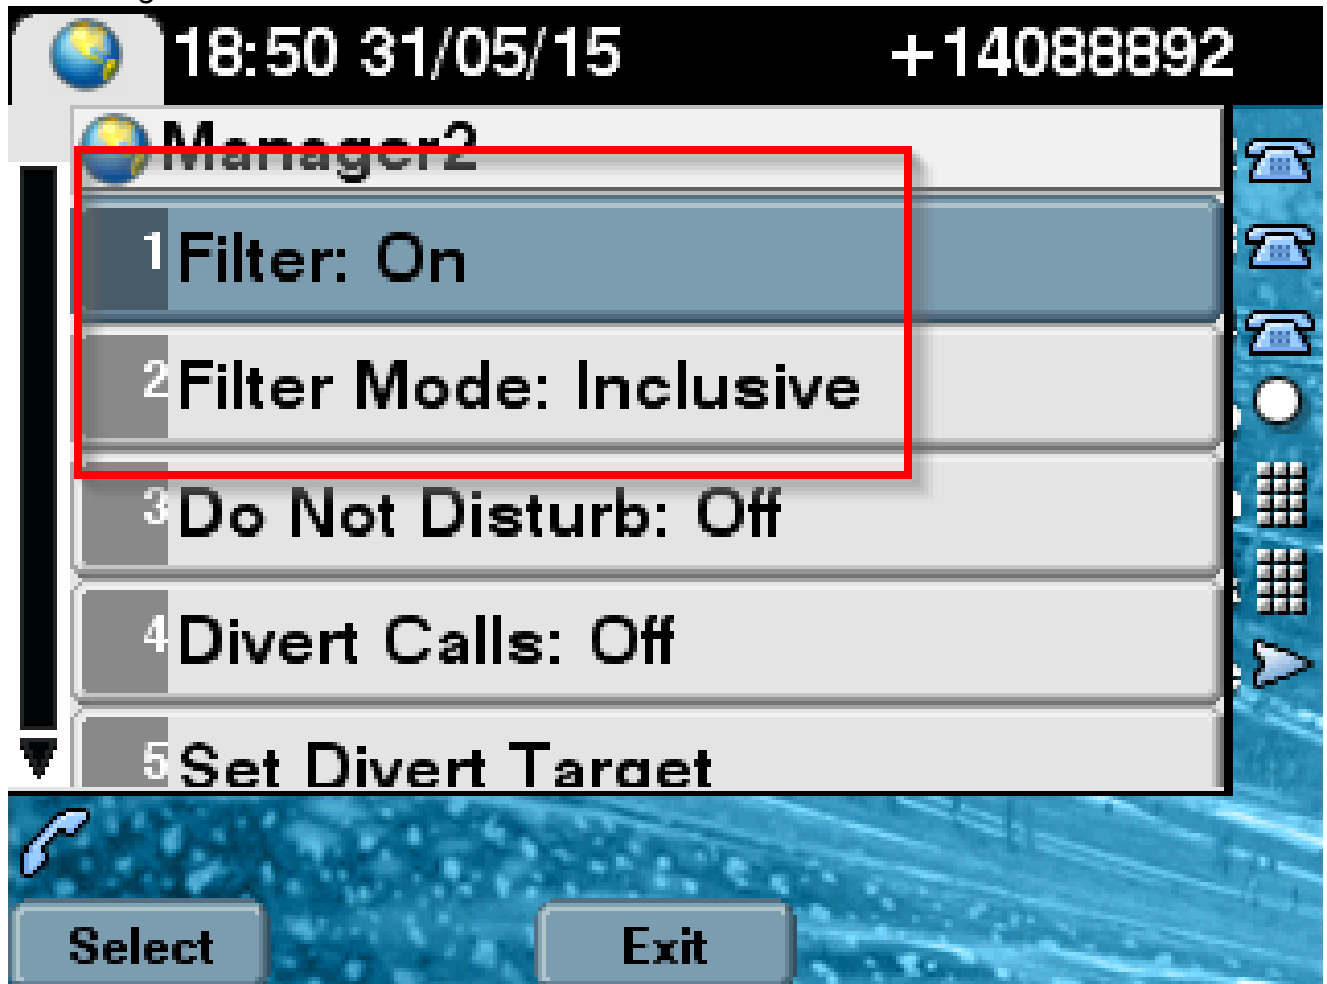 18:50 31/05/15 +14088892
Manager2
1 Filter: On
2 Filter Mode: Inclusive
3 Do Not Disturb: Off
4 Divert Calls: Off
5 Set Divert Target
Select Exit